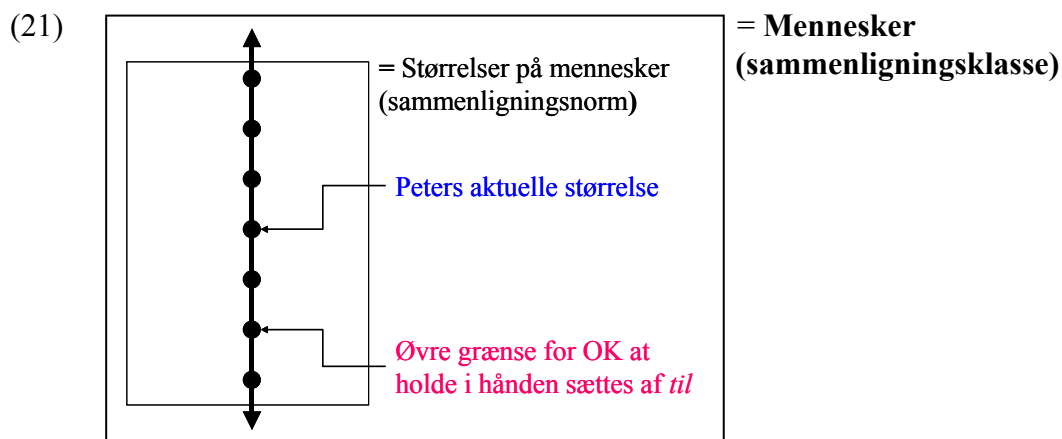 (21)
= Mennesker
(sammenligningsklasse)
= Størrelser på mennesker
(sammenligningsnorm)
Peters aktuelle størrelse
Øvre grænse for OK at
holde i hånden sættes af til